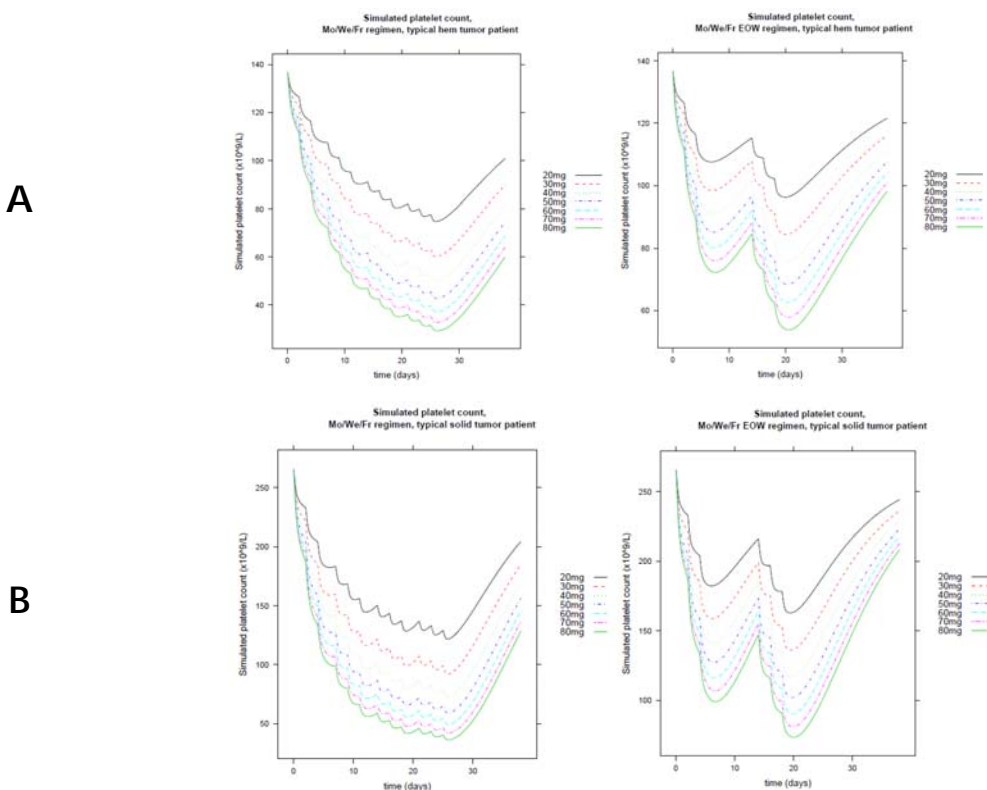 A
Simulated platelet count,
Mo/We/Fr regimen, typical hem tumor patient
Simulated platelet count (x10^9/L)
140
120
100
80
60
40
0
10
20
30
time (days)
20mg
30mg
40mg
50mg
60mg
70mg
80mg
Simulated platelet count,
Mo/We/Fr EOW regimen, typical hem tumor patient
Simulated platelet count (x10^9/L)
140
120
100
80
60
0
10
20
30
time (days)
20mg
30mg
40mg
50mg
60mg
70mg
80mg
B
Simulated platelet count,
Mo/We/Fr regimen, typical solid tumor patient
Simulated platelet count (x10^9/L)
250
200
150
100
50
0
10
20
30
time (days)
20mg
30mg
40mg
50mg
60mg
70mg
80mg
Simulated platelet count,
Mo/We/Fr EOW regimen, typical solid tumor patient
Simulated platelet count (x10^9/L)
250
200
150
100
0
10
20
30
time (days)
20mg
30mg
40mg
50mg
60mg
70mg
80mg